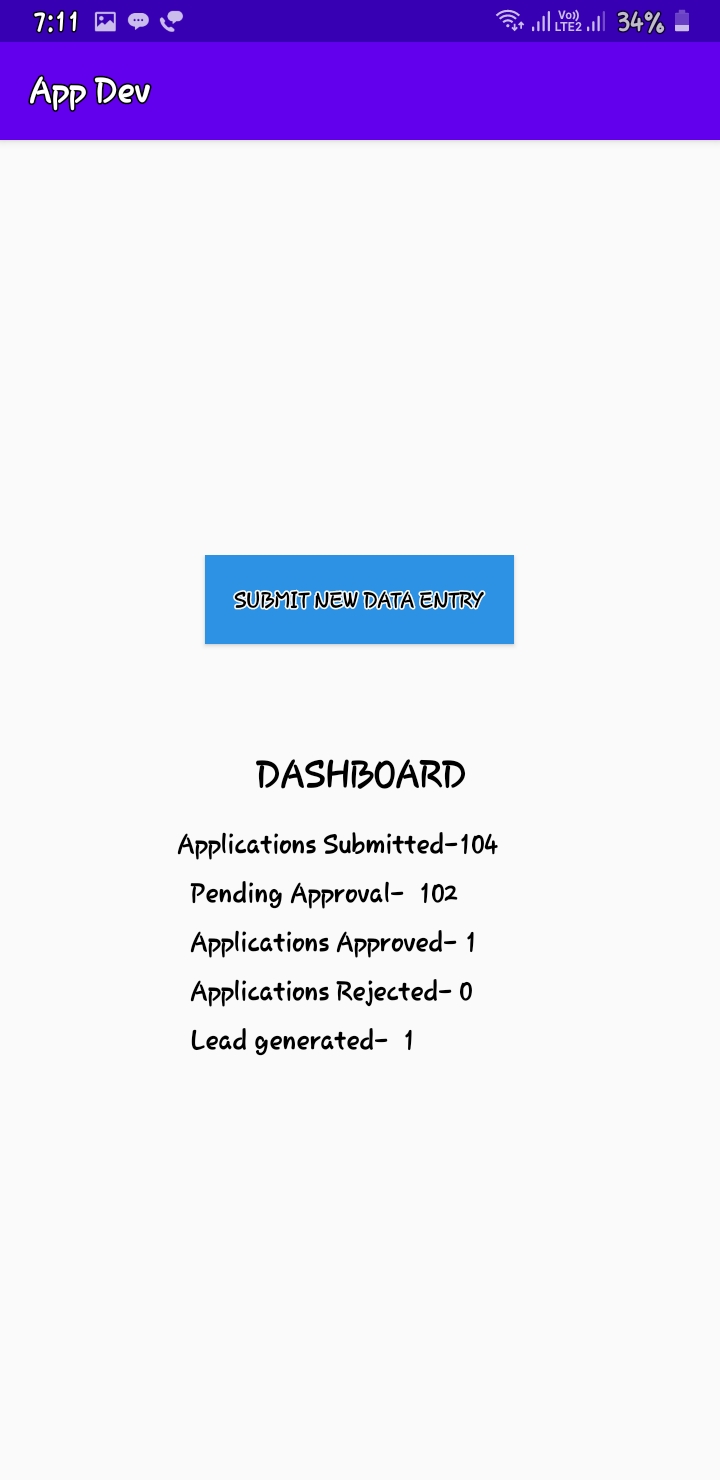 7:11 Vo)) LTE2 34%
App Dev
SUBMIT NEW DATA ENTRY
DASHBOARD
Applications Submitted-104
Pending Approval- 102
Applications Approved- 1
Applications Rejected- 0
Lead generated- 1